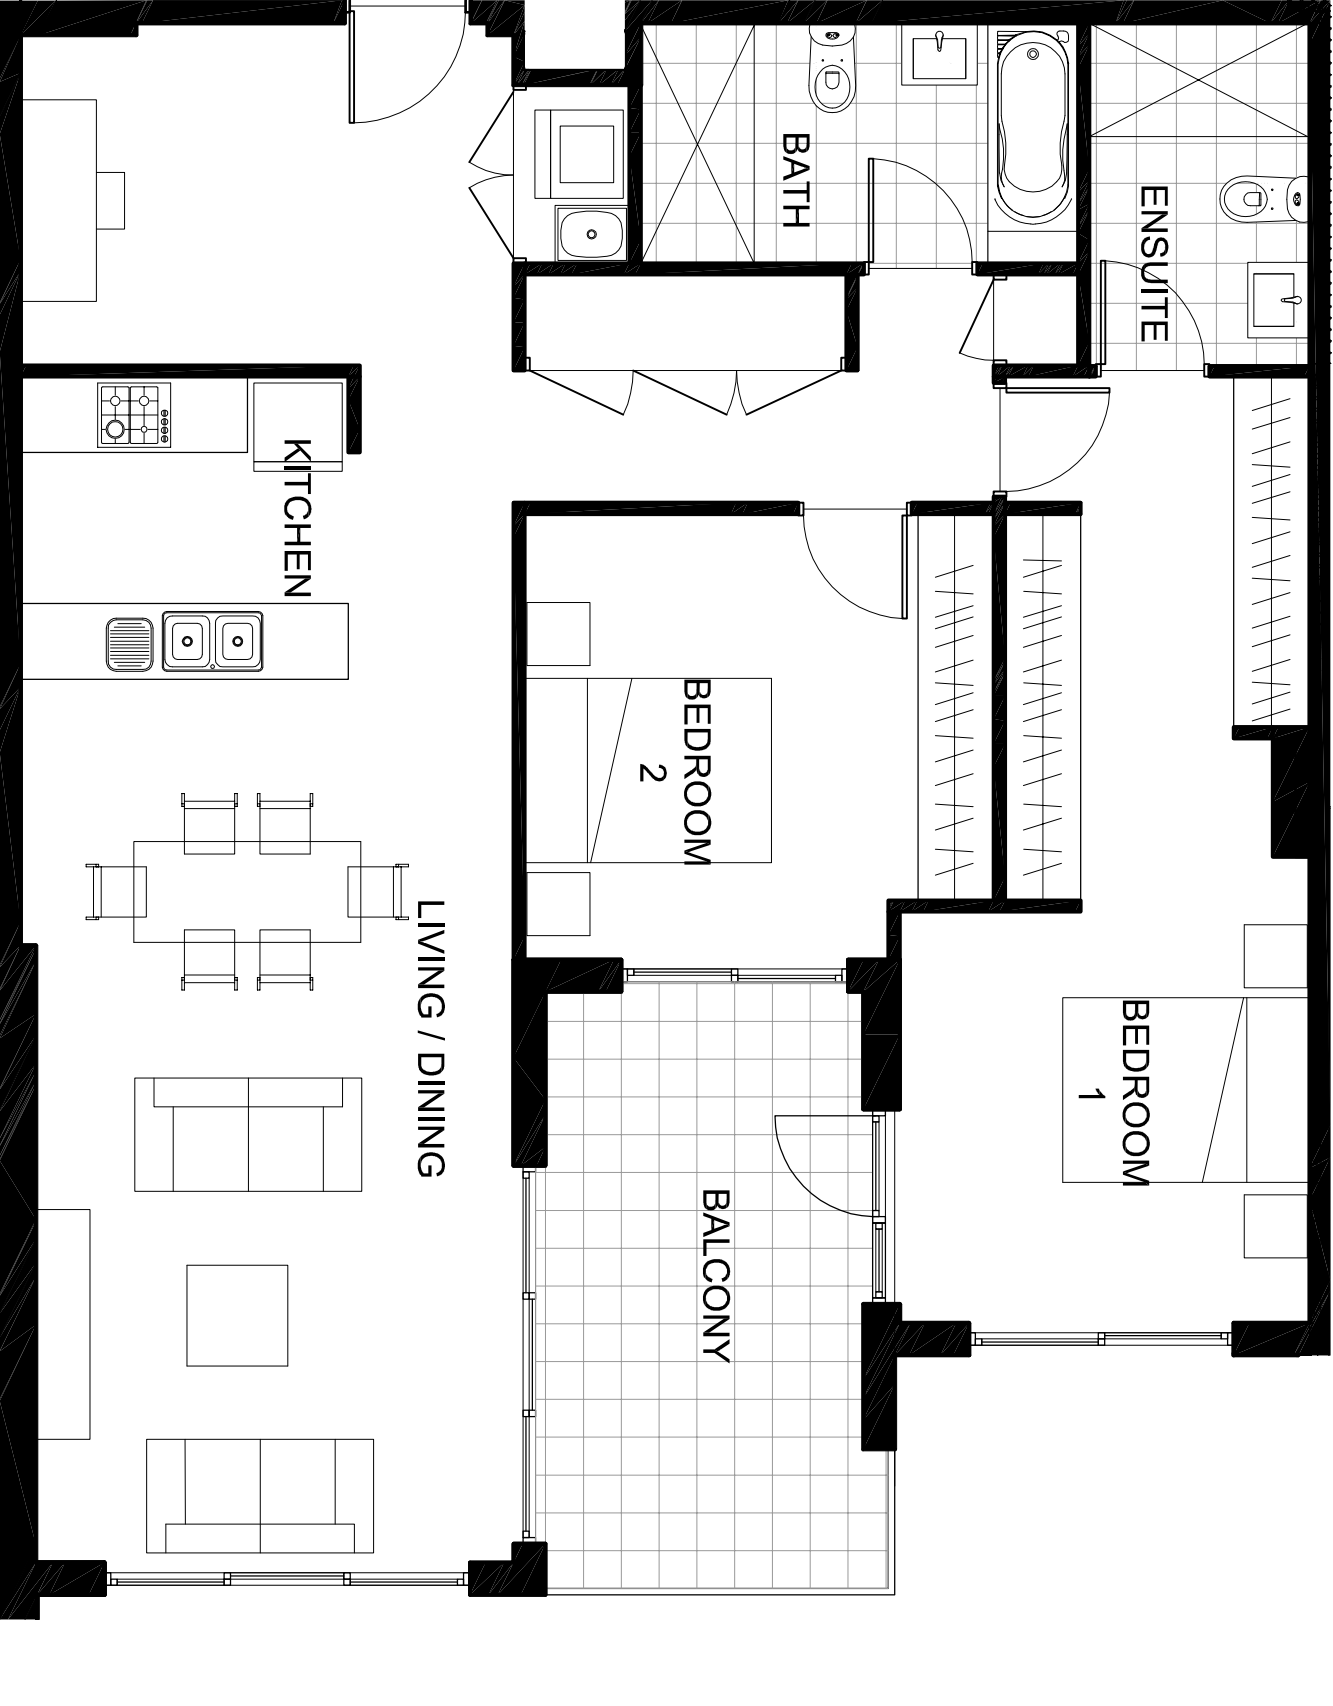 BATH
ENSUITE
KITCHEN
BEDROOM
2
LIVING / DINING
BEDROOM
1
BALCONY